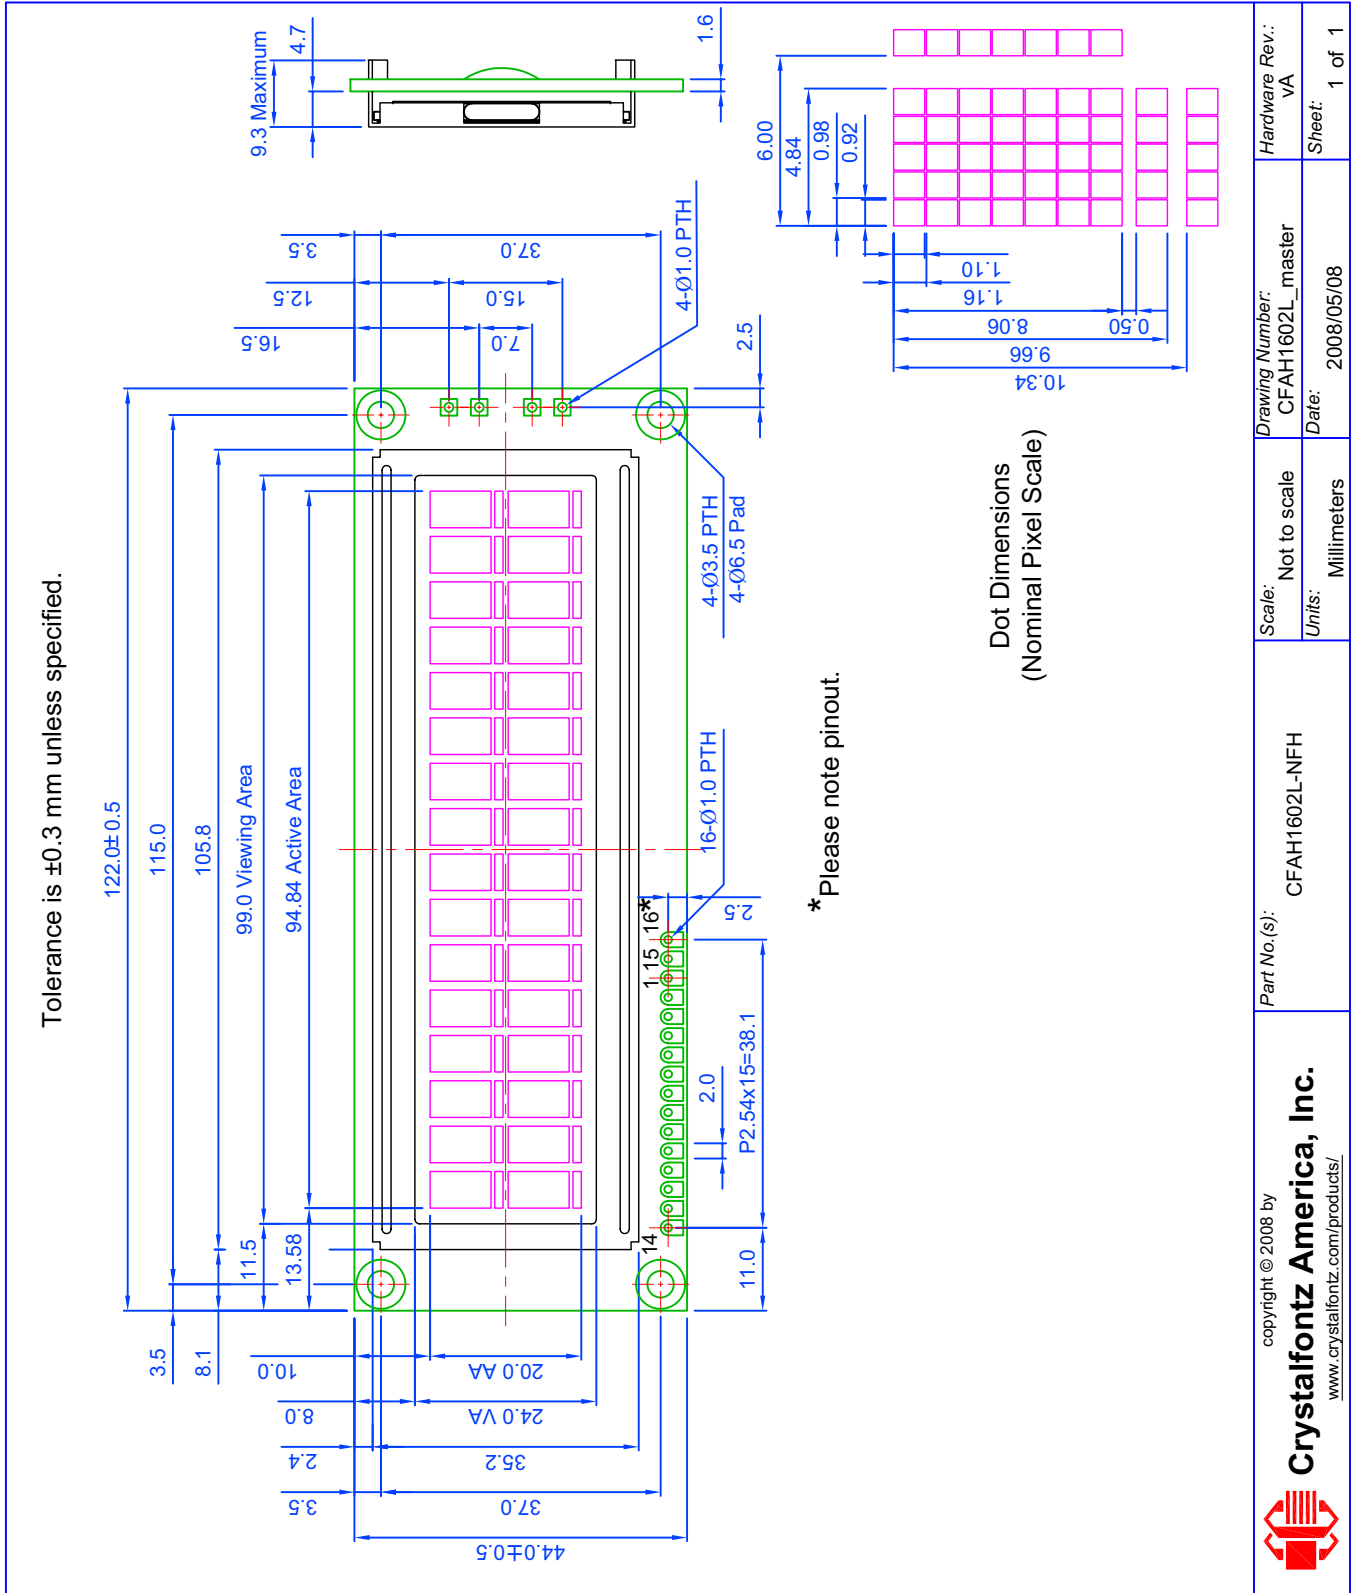 Tolerance is ±0.3 mm unless specified.
122.0±0.5
115.0
105.8
99.0 Viewing Area
94.84 Active Area
3.5
8.1
11.5
13.58
10.0
20.0 AA
8.0
24.0 VA
2.4
35.2
3.5
37.0
44.0±0.5
3.5
37.0
12.5
15.0
16.5
7.0
2.5
4-Ø1.0 PTH
4-Ø3.5 PTH
4-Ø6.5 Pad
16-Ø1.0 PTH
14
1
15
16*
2.5
2.0
P2.54x15=38.1
11.0
*Please note pinout.
9.3 Maximum
4.7
1.6
6.00
4.84
0.98
0.92
1.10
1.16
8.06
0.50
9.66
10.34
Dot Dimensions
(Nominal Pixel Scale)
copyright © 2008 by
Crystalfontz America, Inc.
www.crystalfontz.com/products/
Part No.(s):
CFAH1602L-NFH
Scale:
Not to scale
Units:
Millimeters
Drawing Number:
CFAH1602L_master
Date:
2008/05/08
Hardware Rev.:
vA
Sheet:
1 of 1